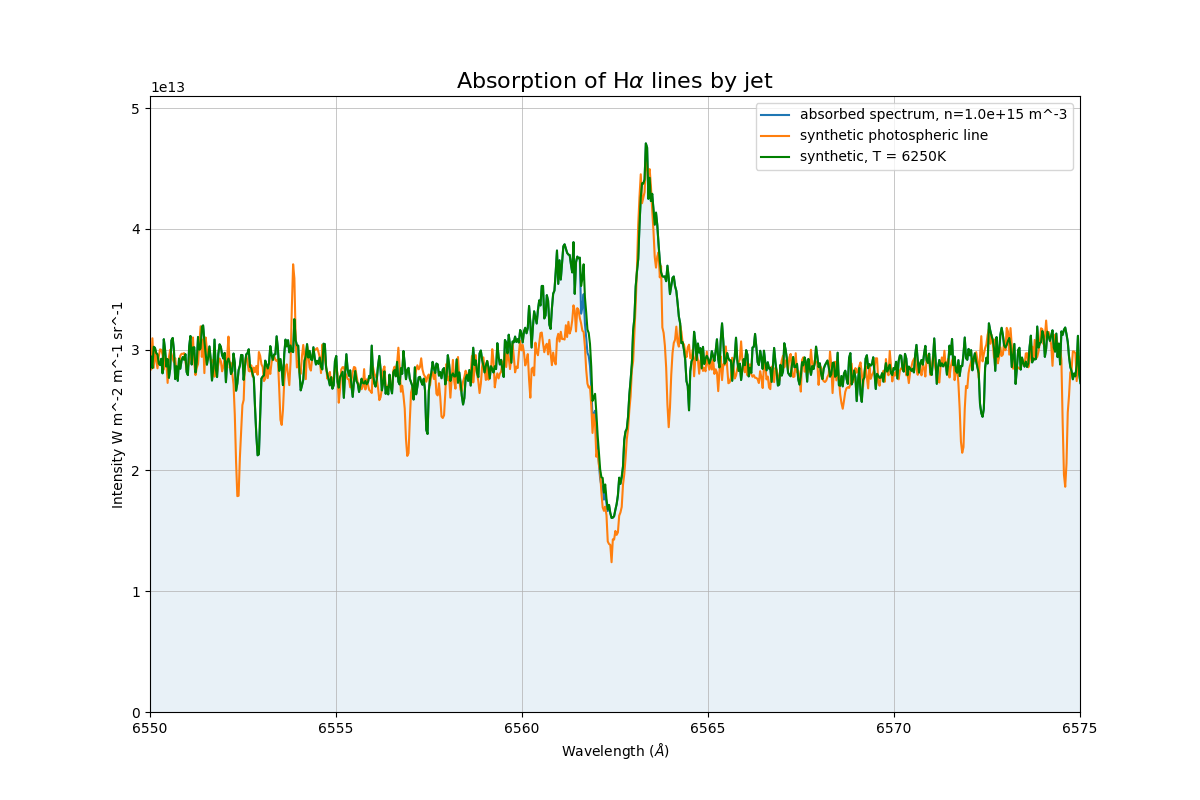 Absorption of Hα lines by jet
1e13
absorbed spectrum, n=1.0e+15 m^-3
synthetic photospheric line
synthetic, T = 6250K
Intensity W m^-2 m^-1 sr^-1
5
4
3
2
1
0
6550 6555 6560 6565 6570 6575
Wavelength (Å)